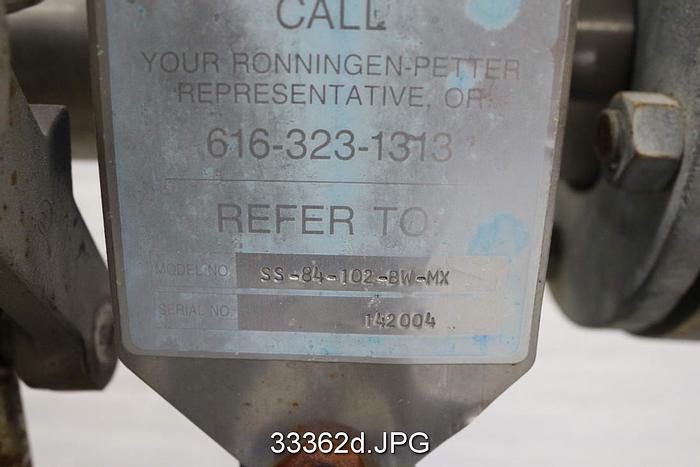 CALL
YOUR RONNINGEN-PETTER
REPRESENTATIVE, OR
616-323-1313
REFER TO:
MODEL NO. SS-84-102-BW-MX
SERIAL NO. 142004
33362d.JPG